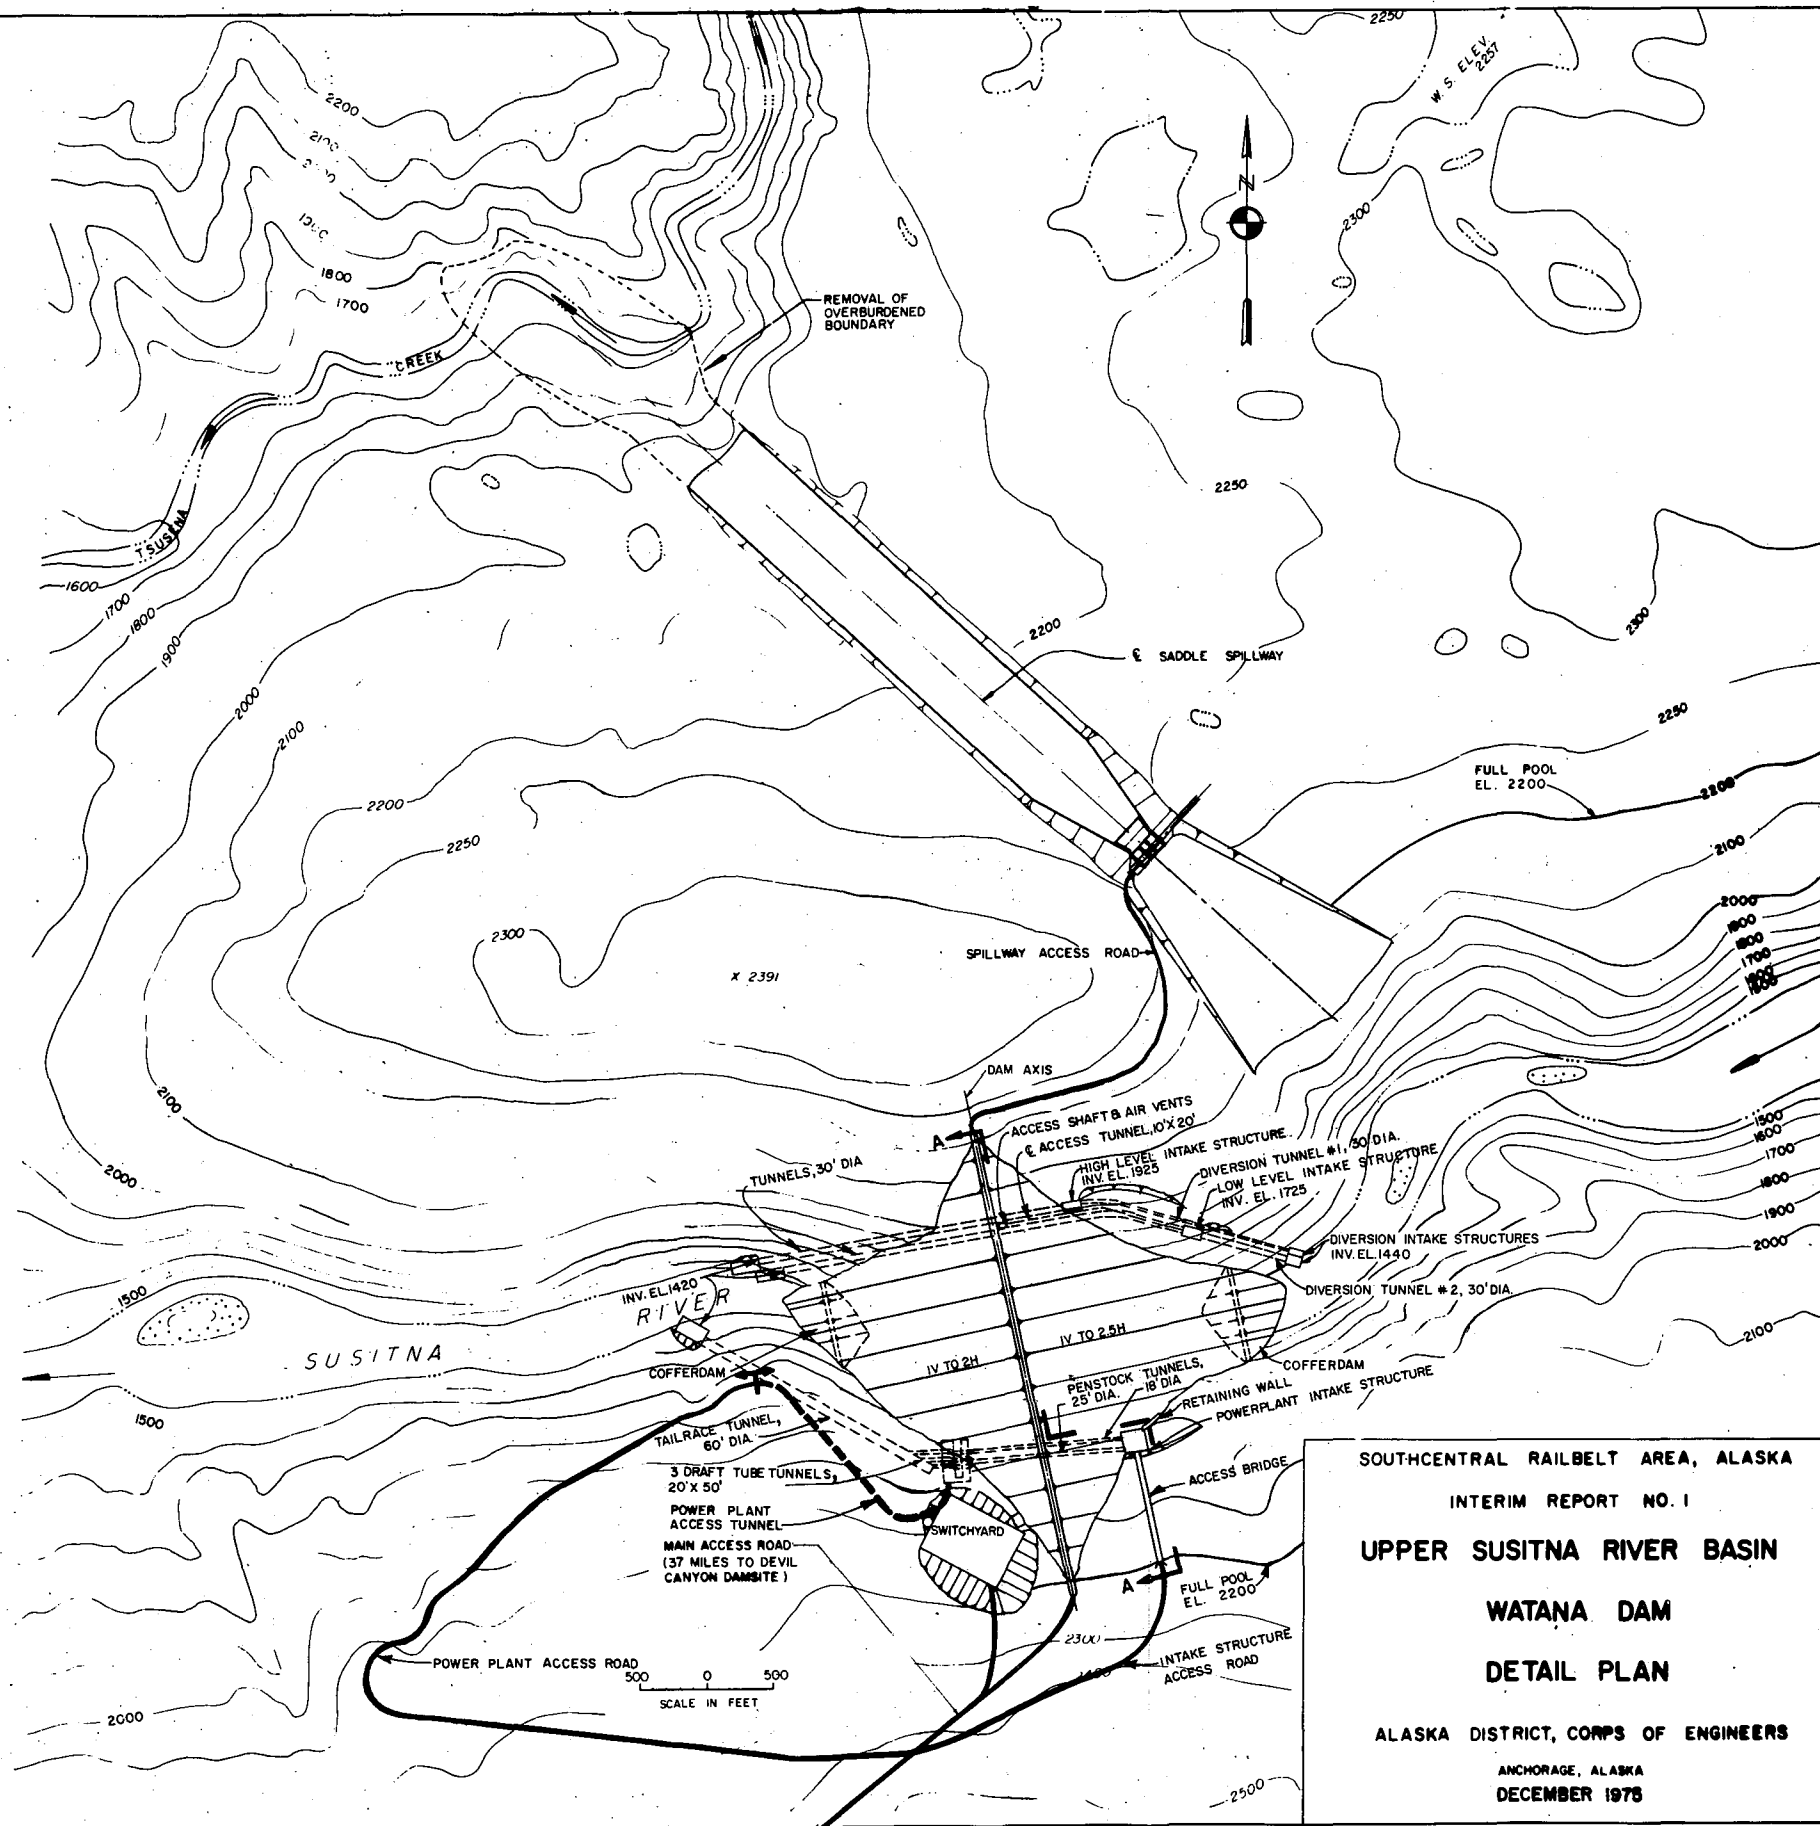 2250
W. S. ELEV.
2257
2200
2100
1800
1700
2300
N
REMOVAL OF
OVERBURDENED
BOUNDARY
CREEK
TSUSENA
2250
1600
1700
1800
1900
2000
2100
2200
℄ SADDLE SPILLWAY
2300
2250
FULL POOL
EL. 2200
2200
2100
2200
2250
2300
X 2391
SPILLWAY ACCESS ROAD
2000
1900
1800
1700
DAM AXIS
2100
2000
A
ACCESS SHAFT & AIR VENTS
℄ ACCESS TUNNEL, 10' X 20'
HIGH LEVEL INTAKE STRUCTURE
INV. EL. 1925
DIVERSION TUNNEL #1, 30' DIA.
LOW LEVEL INTAKE STRUCTURE
INV. EL. 1725
TUNNELS, 30' DIA
1500
1600
1700
1800
1900
2000
DIVERSION INTAKE STRUCTURES
INV. EL. 1440
DIVERSION TUNNEL #2, 30' DIA.
1500
INV. EL. 1420
RIVER
SUSITNA
2100
1V TO 2.5H
1V TO 2H
COFFERDAM
COFFERDAM
PENSTOCK TUNNELS,
25' DIA. 18' DIA
RETAINING WALL
POWERPLANT INTAKE STRUCTURE
1500
TAILRACE TUNNEL,
60' DIA.
3 DRAFT TUBE TUNNELS,
20' X 50'
ACCESS BRIDGE
POWER PLANT
ACCESS TUNNEL
SWITCHYARD
MAIN ACCESS ROAD
(37 MILES TO DEVIL
CANYON DAMSITE)
A
FULL POOL
EL. 2200
2300
INTAKE STRUCTURE
ACCESS ROAD
POWER PLANT ACCESS ROAD
500 0 500
SCALE IN FEET
2000
2500
SOUTHCENTRAL RAILBELT AREA, ALASKA
INTERIM REPORT NO. 1
UPPER SUSITNA RIVER BASIN
WATANA DAM
DETAIL PLAN
ALASKA DISTRICT, CORPS OF ENGINEERS
ANCHORAGE, ALASKA
DECEMBER 1975